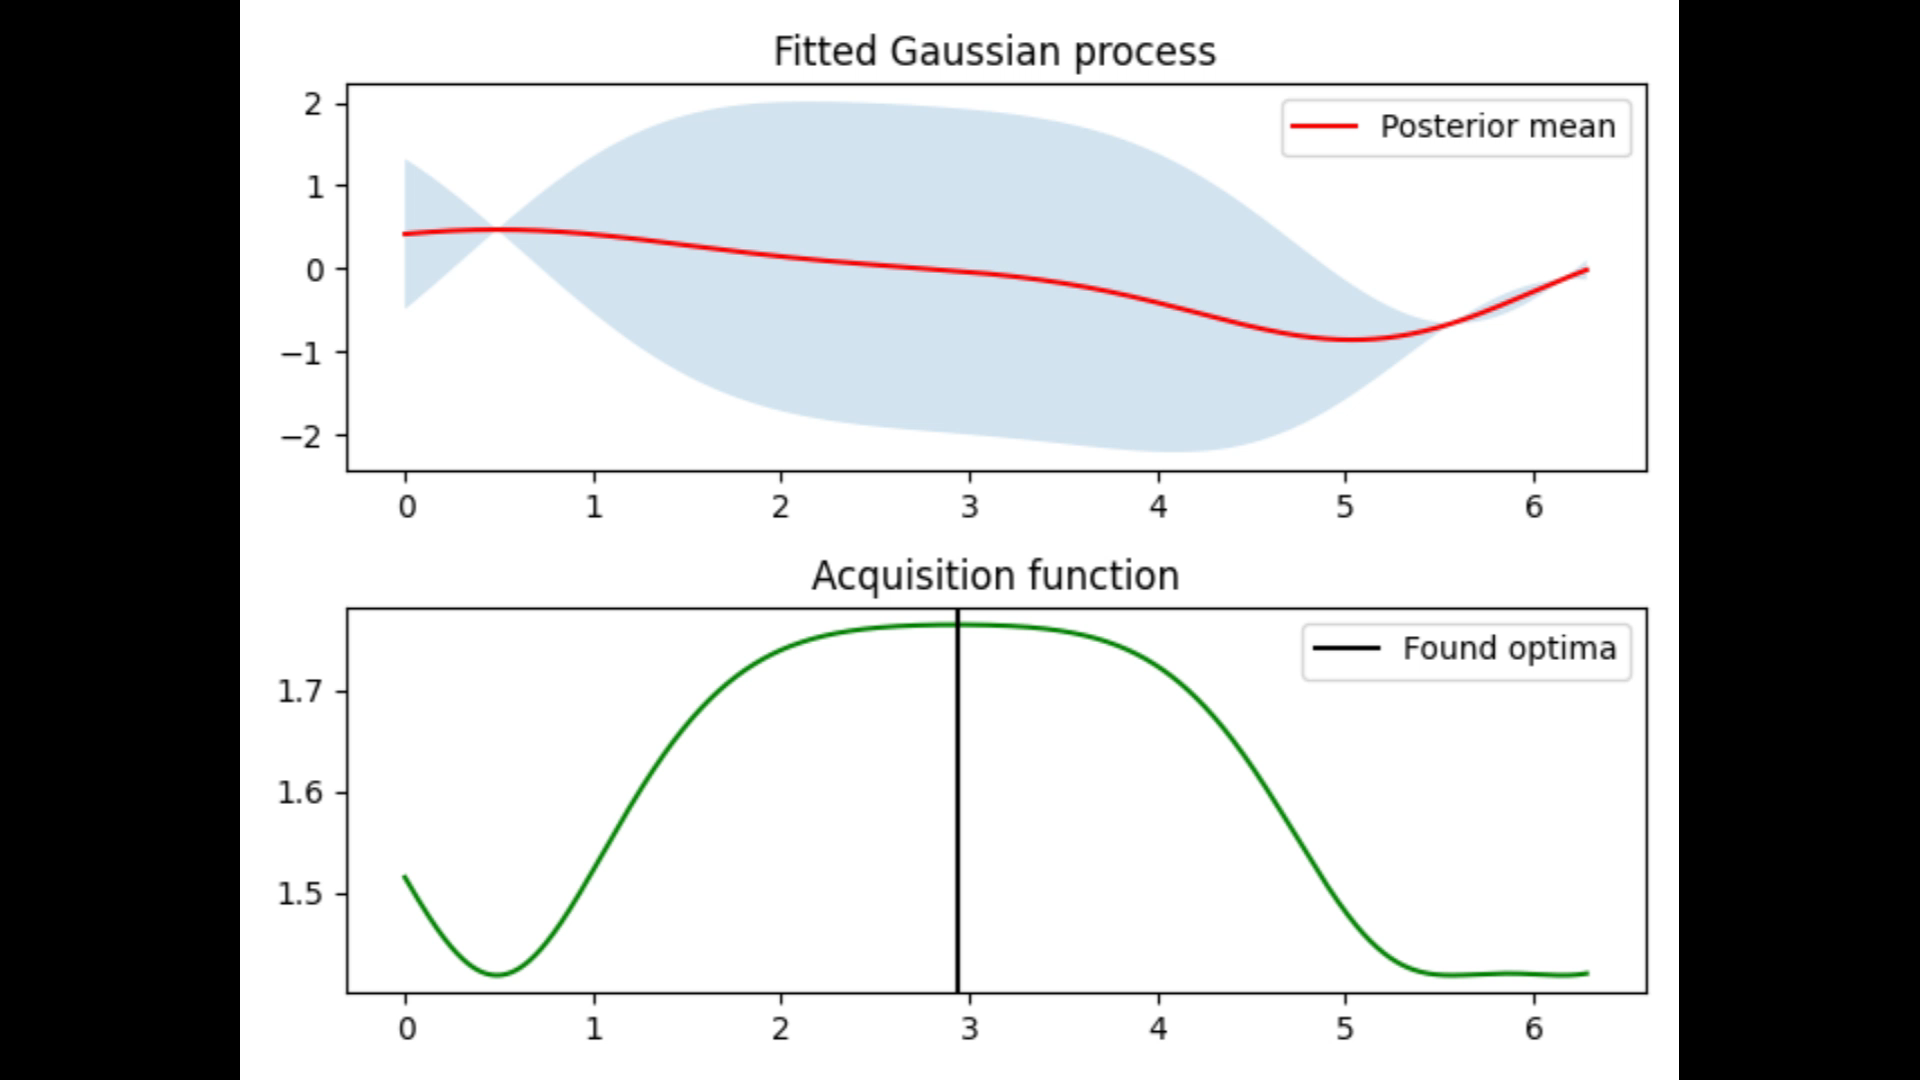 Fitted Gaussian process
2
1
0
−1
−2
Posterior mean
0 1 2 3 4 5 6
Acquisition function
1.7
1.6
1.5
Found optima
0 1 2 3 4 5 6